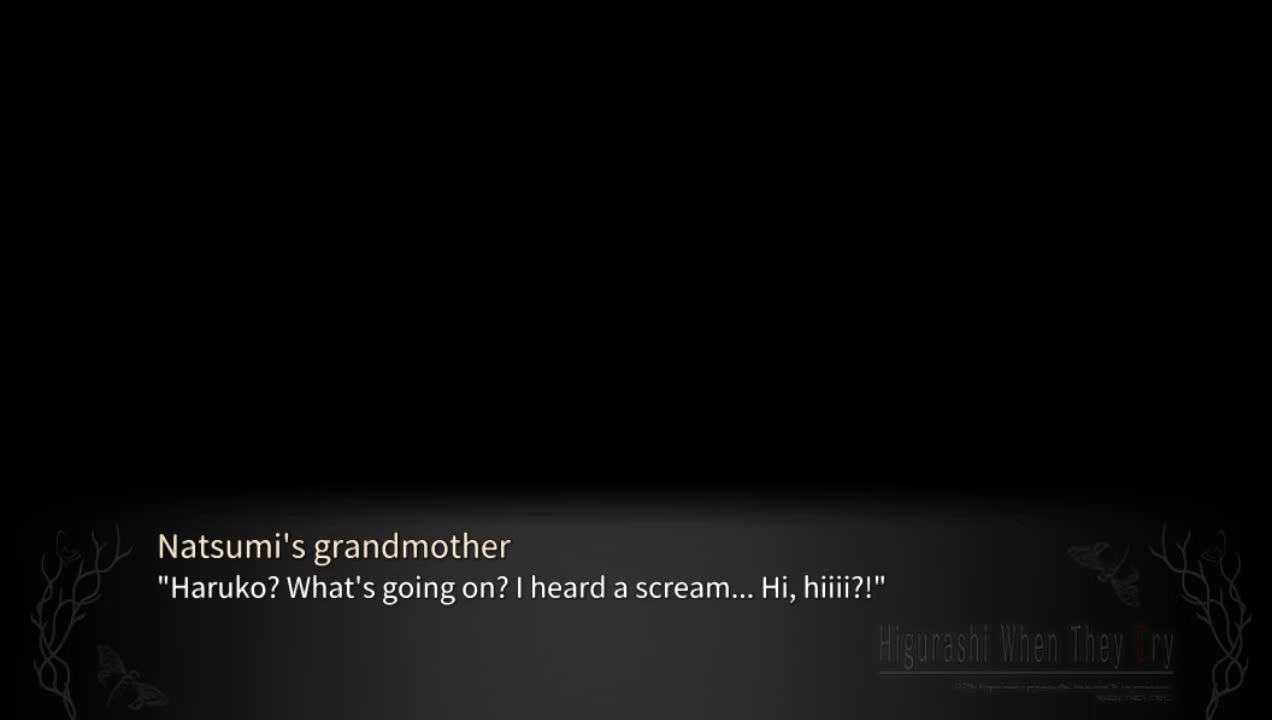 Natsumi's grandmother
"Haruko? What's going on? I heard a scream... Hi, hiiii?!"
Higurashi When They Cry